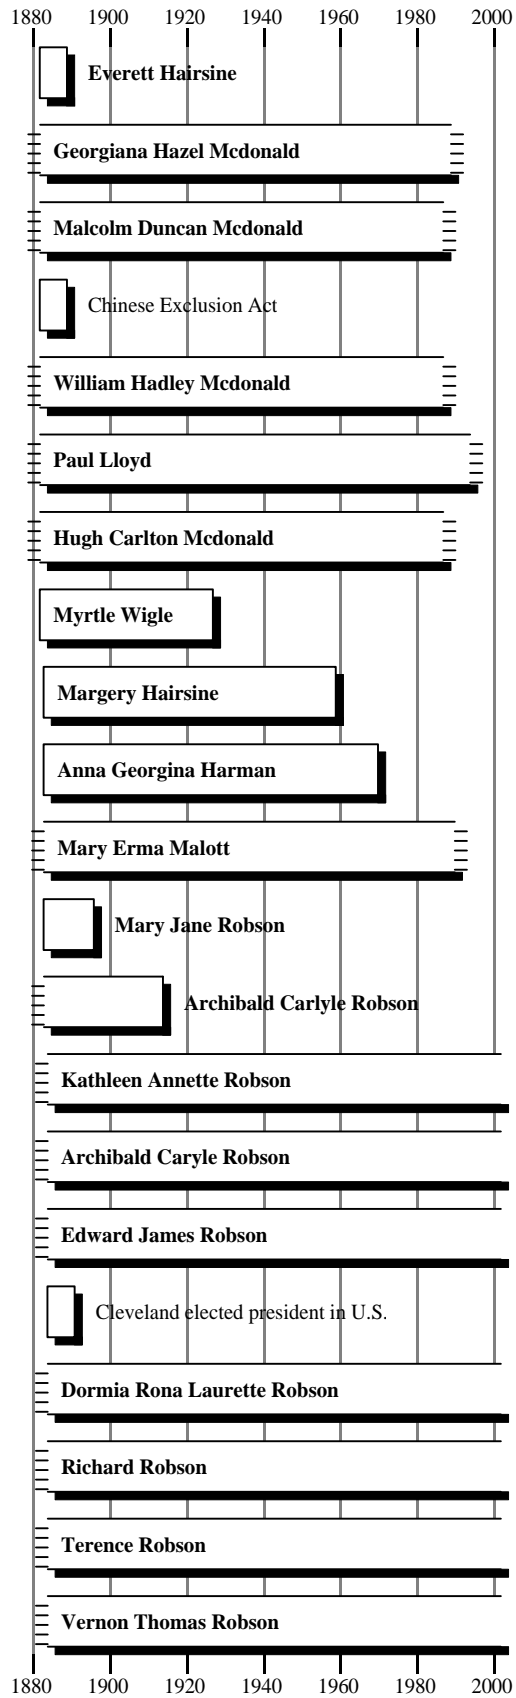 1880 1900 1920 1940 1960 1980 2000
Everett Hairsine
Georgiana Hazel Mcdonald
Malcolm Duncan Mcdonald
Chinese Exclusion Act
William Hadley Mcdonald
Paul Lloyd
Hugh Carlton Mcdonald
Myrtle Wigle
Margery Hairsine
Anna Georgina Harman
Mary Erma Malott
Mary Jane Robson
Archibald Carlyle Robson
Kathleen Annette Robson
Archibald Caryle Robson
Edward James Robson
Cleveland elected president in U.S.
Dormia Rona Laurette Robson
Richard Robson
Terence Robson
Vernon Thomas Robson
1880 1900 1920 1940 1960 1980 2000